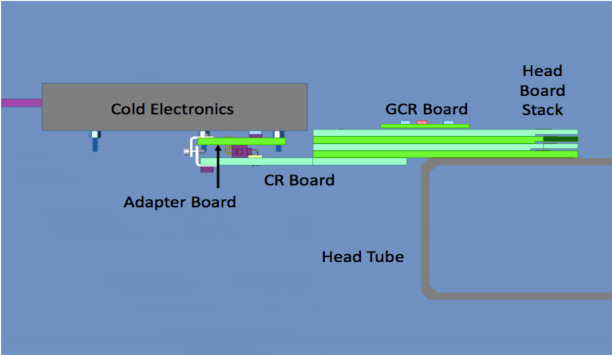 Cold Electronics
GCR Board
Head
Board
Stack
CR Board
Adapter Board
Head Tube